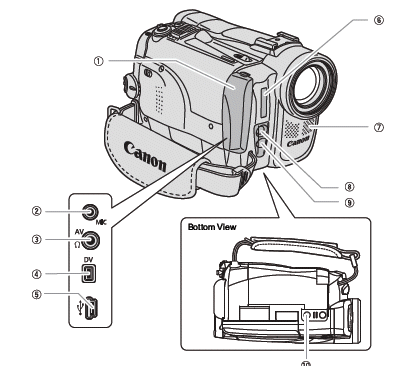 ①
⑥
⑦
Canon
Canon
②
MIC
⑧
③
AV
Ω
⑨
④
DV
Bottom View
⑤
⑩